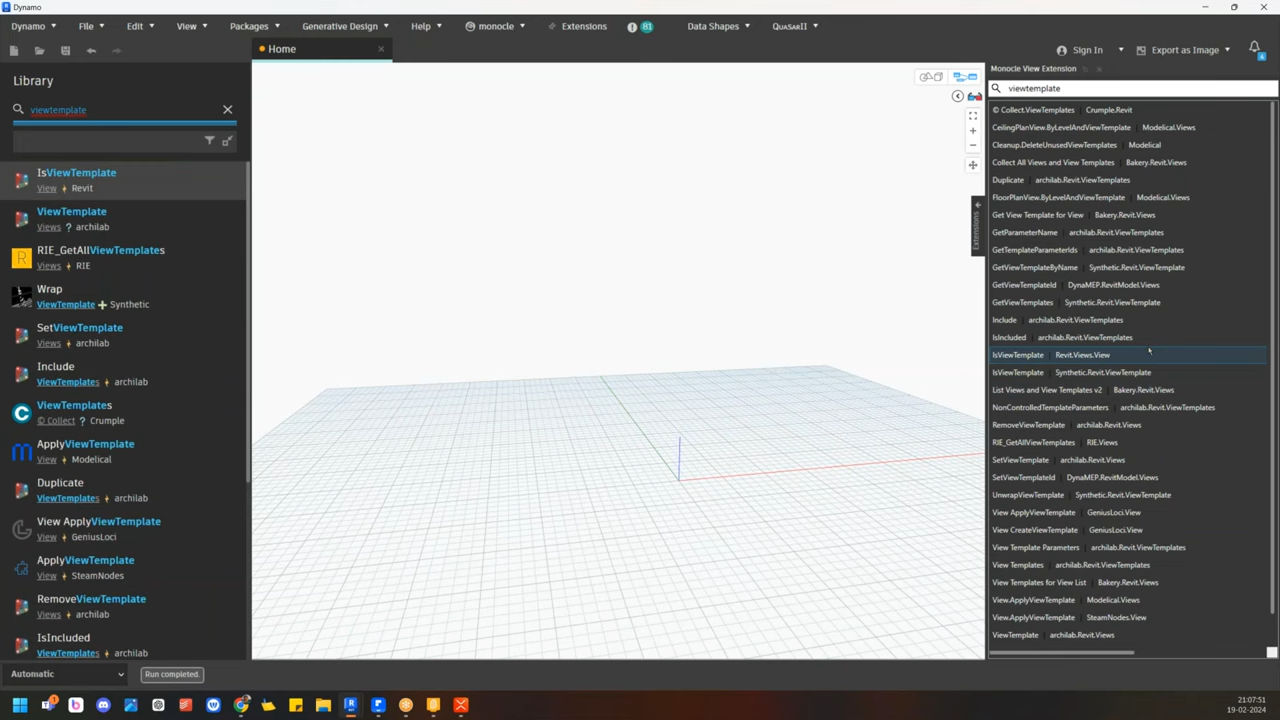 Dynamo
Dynamo File Edit View Packages Generative Design Help monocle Extensions 81 Data Shapes QUASARII
Home
Sign In Export as Image
Library
viewtemplate
IsViewTemplate
View Revit
ViewTemplate
Views ? archilab
RIE_GetAllViewTemplates
Views RIE
Wrap
ViewTemplate Synthetic
SetViewTemplate
Views archilab
Include
ViewTemplates archilab
ViewTemplates
© Collect ? Crumple
ApplyViewTemplate
View Modelical
Duplicate
ViewTemplates archilab
View ApplyViewTemplate
View GeniusLoci
ApplyViewTemplate
View SteamNodes
RemoveViewTemplate
Views archilab
IsIncluded
ViewTemplates archilab
Extensions
Monocle View Extension
viewtemplate
© Collect.ViewTemplates | Crumple.Revit
CeilingPlanView.ByLevelAndViewTemplate | Modelical.Views
Cleanup.DeleteUnusedViewTemplates | Modelical
Collect All Views and View Templates | Bakery.Revit.Views
Duplicate | archilab.Revit.ViewTemplates
FloorPlanView.ByLevelAndViewTemplate | Modelical.Views
Get View Template for View | Bakery.Revit.Views
GetParameterName | archilab.Revit.ViewTemplates
GetTemplateParameterIds | archilab.Revit.ViewTemplates
GetViewTemplateByName | Synthetic.Revit.ViewTemplate
GetViewTemplateId | DynaMEP.RevitModel.Views
GetViewTemplates | Synthetic.Revit.ViewTemplate
Include | archilab.Revit.ViewTemplates
IsIncluded | archilab.Revit.ViewTemplates
IsViewTemplate | Revit.Views.View
IsViewTemplate | Synthetic.Revit.ViewTemplate
List Views and View Templates v2 | Bakery.Revit.Views
NonControlledTemplateParameters | archilab.Revit.ViewTemplates
RemoveViewTemplate | archilab.Revit.Views
RIE_GetAllViewTemplates | RIE.Views
SetViewTemplate | archilab.Revit.Views
SetViewTemplateId | DynaMEP.RevitModel.Views
UnwrapViewTemplate | Synthetic.Revit.ViewTemplate
View ApplyViewTemplate | GeniusLoci.View
View CreateViewTemplate | GeniusLoci.View
View Template Parameters | archilab.Revit.ViewTemplates
View Templates | archilab.Revit.ViewTemplates
View Templates for View List | Bakery.Revit.Views
View.ApplyViewTemplate | Modelical.Views
View.ApplyViewTemplate | SteamNodes.View
ViewTemplate | archilab.Revit.Views
Automatic Run completed.
21:07:51
19-02-2024